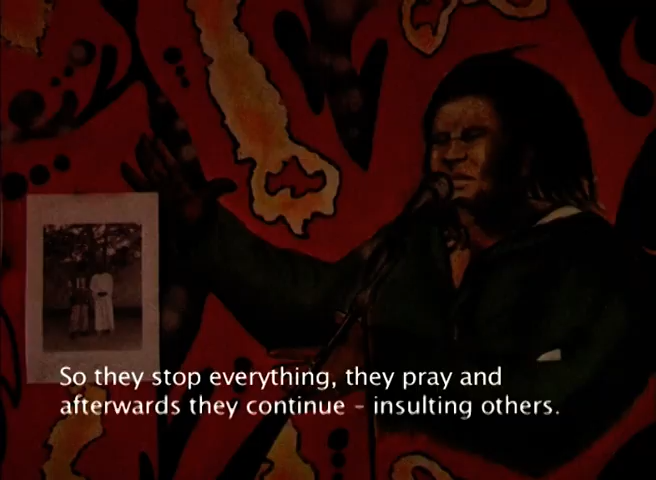 So they stop everything, they pray and
afterwards they continue – insulting others.